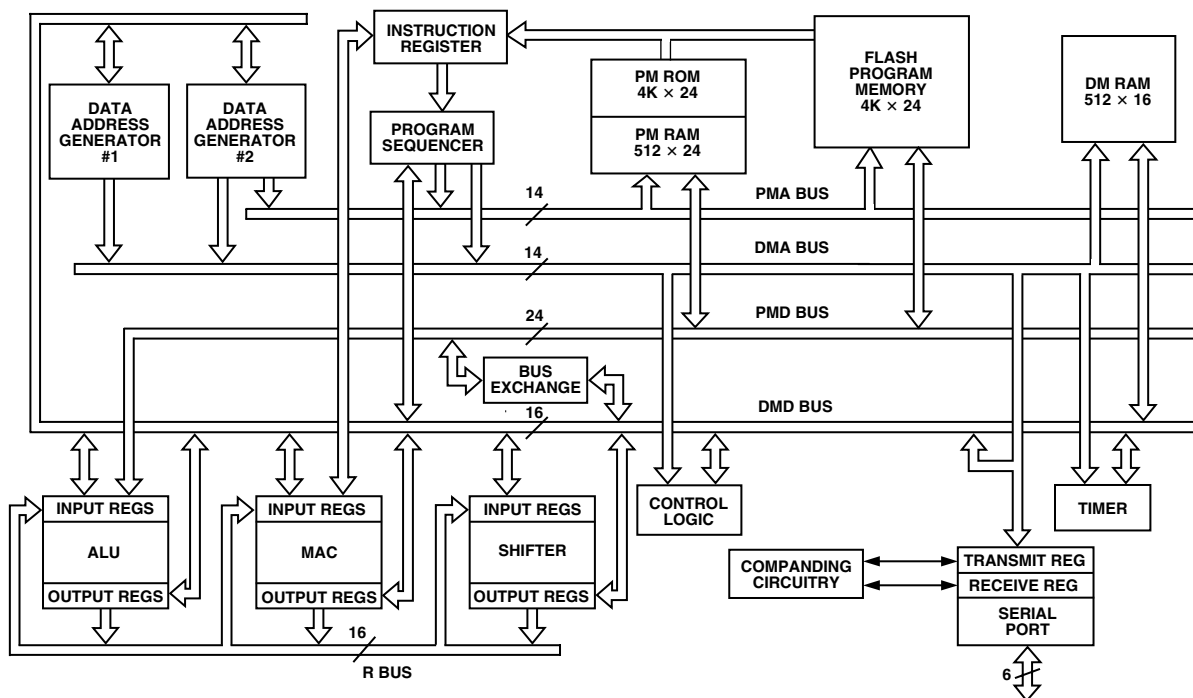 INSTRUCTION
REGISTER
DATA
ADDRESS
GENERATOR
#1
DATA
ADDRESS
GENERATOR
#2
PROGRAM
SEQUENCER
PM ROM
4K × 24
PM RAM
512 × 24
FLASH
PROGRAM
MEMORY
4K × 24
DM RAM
512 × 16
14
PMA BUS
14
DMA BUS
24
PMD BUS
BUS
EXCHANGE
16
DMD BUS
INPUT REGS
ALU
OUTPUT REGS
INPUT REGS
MAC
OUTPUT REGS
INPUT REGS
SHIFTER
OUTPUT REGS
CONTROL
LOGIC
TIMER
COMPANDING
CIRCUITRY
TRANSMIT REG
RECEIVE REG
SERIAL
PORT
16
R BUS
6